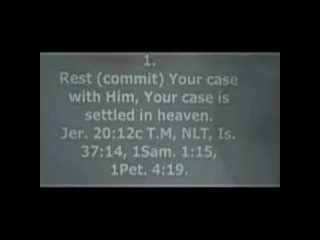 1.
Rest (commit) Your case
with Him, Your case is
settled in heaven.
Jer. 20:12c T.M, NLT, Is.
37:14, 1Sam. 1:15,
1Pet. 4:19.